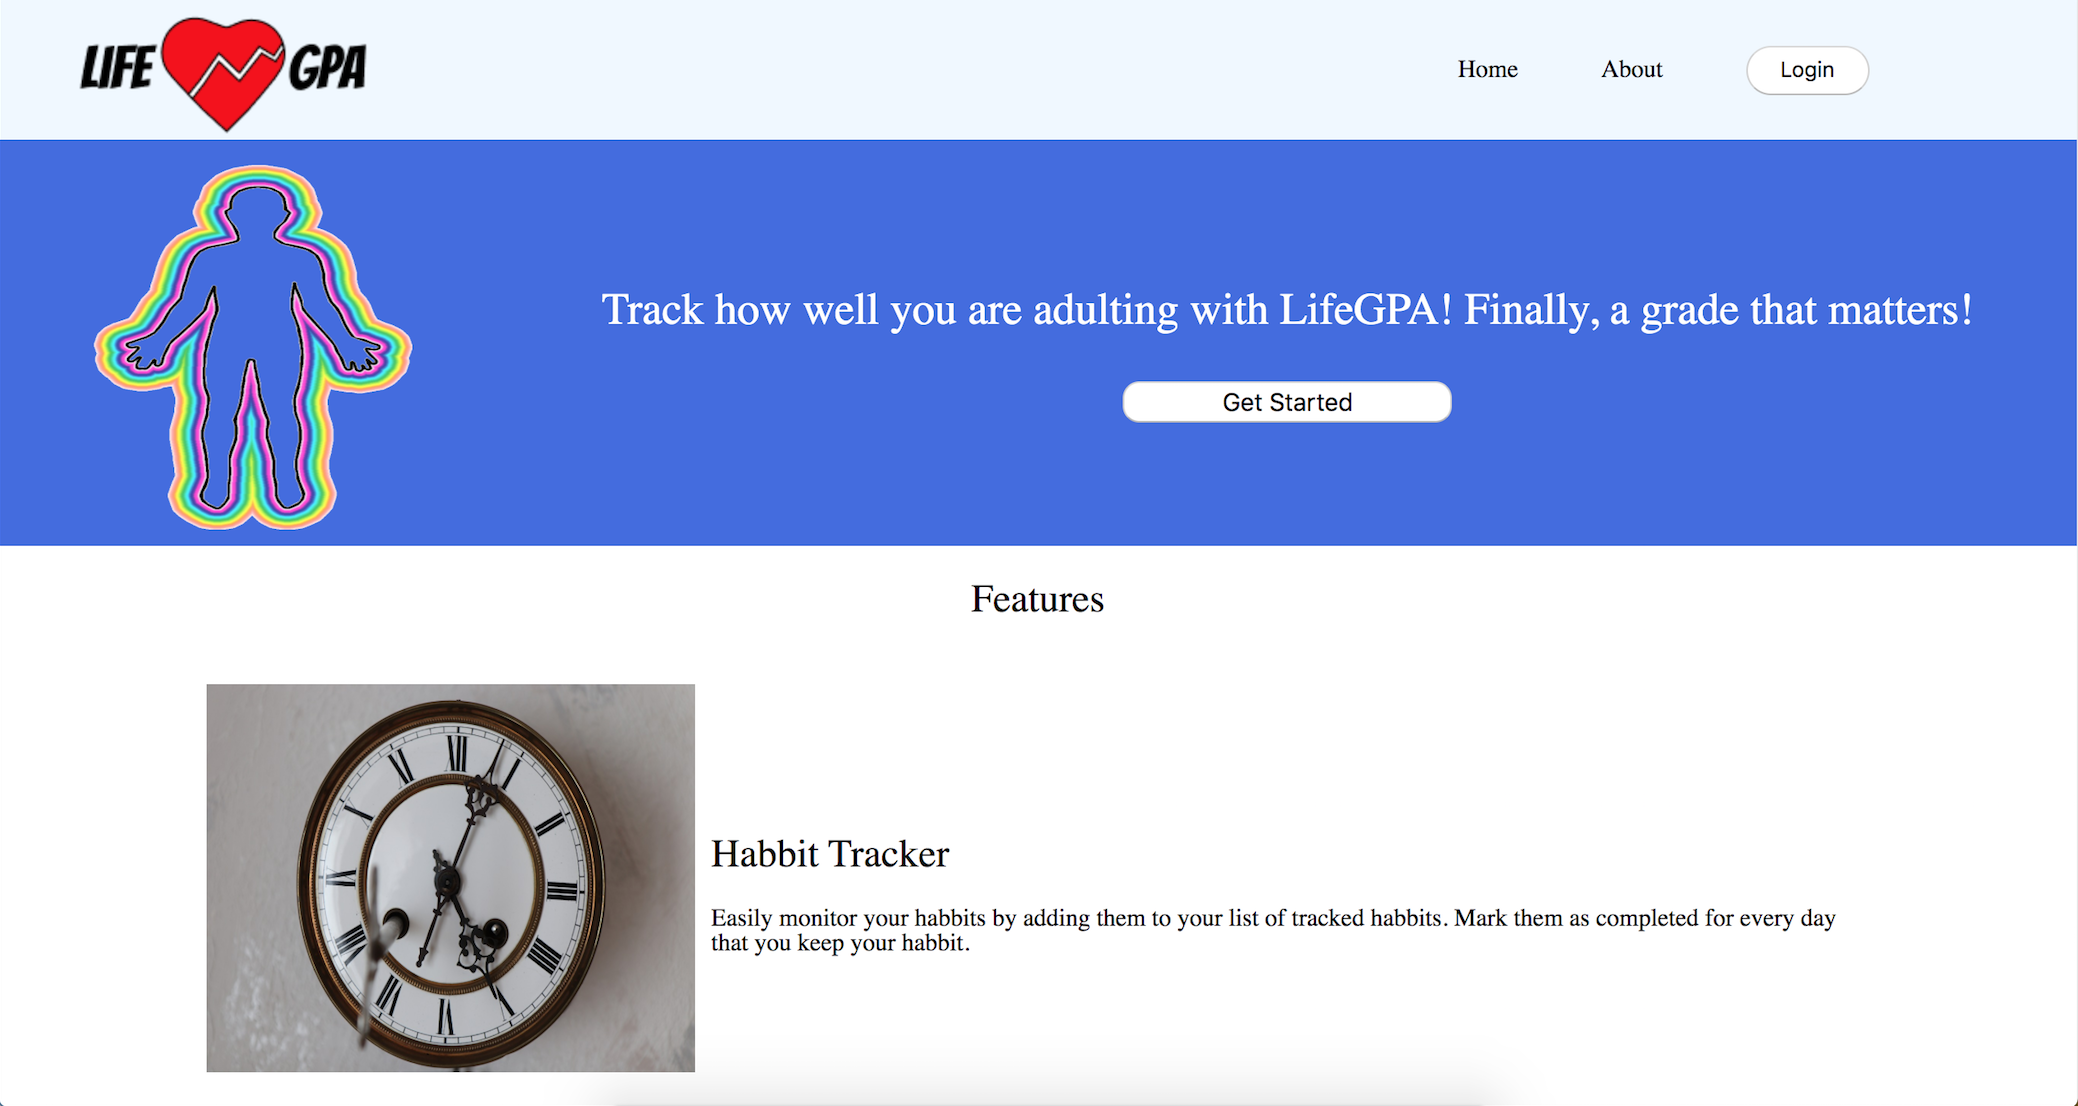 LIFE GPA
Home About Login
Track how well you are adulting with LifeGPA! Finally, a grade that matters!
Get Started
Features
Habbit Tracker
Easily monitor your habbits by adding them to your list of tracked habbits. Mark them as completed for every day
that you keep your habbit.